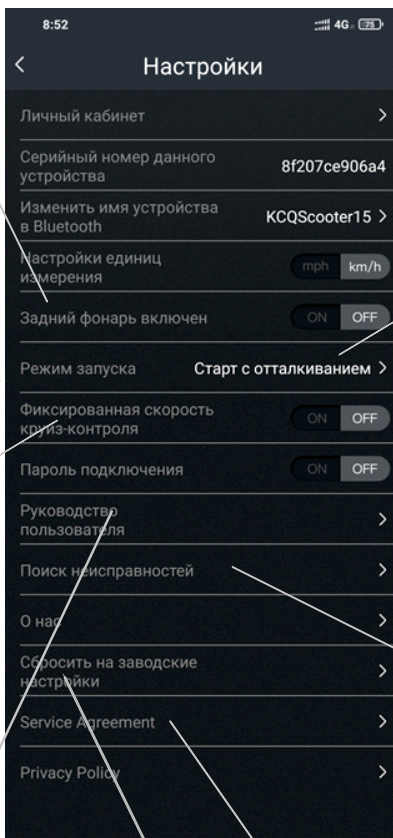 8:52 4G 75
Настройки
Личный кабинет
Серийный номер данного
устройства 8f207ce906a4
Изменить имя устройства
в Bluetooth KCQScooter15
Настройки единиц
измерения mph km/h
Задний фонарь включен ON OFF
Режим запуска Старт с отталкиванием
Фиксированная скорость
круиз-контроля ON OFF
Пароль подключения ON OFF
Руководство
пользователя
Поиск неисправностей
О нас
Сбросить на заводские
настройки
Service Agreement
Privacy Policy